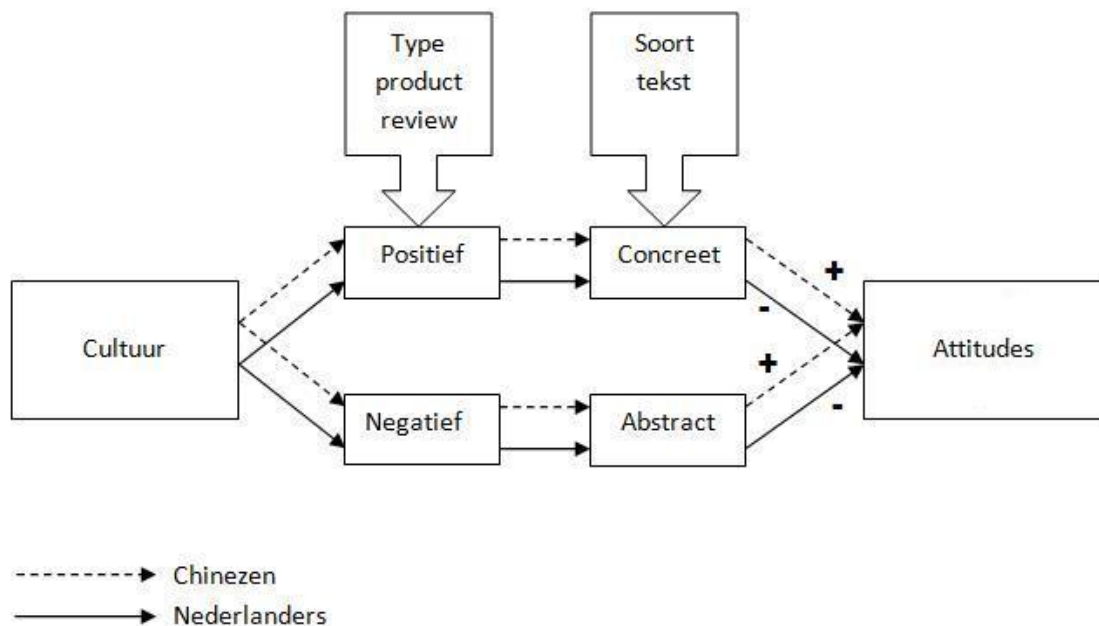 Type
product
review
Soort
tekst
Positief
Concreet
+
-
Cultuur
Attitudes
+
-
Negatief
Abstract
Chinezen
Nederlanders